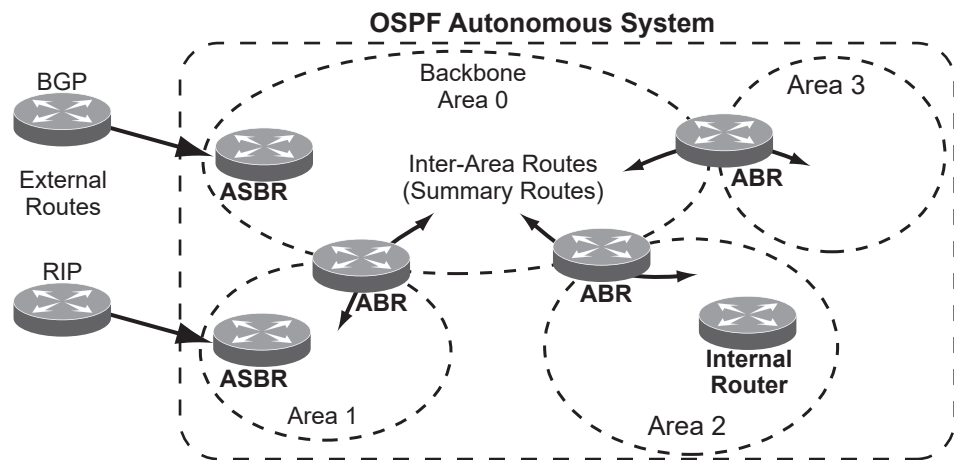 OSPF Autonomous System
BGP
Backbone
Area 0
Area 3
ASBR
Inter-Area Routes
(Summary Routes)
ABR
External
Routes
RIP
ABR
ABR
ASBR
Internal
Router
Area 1
Area 2